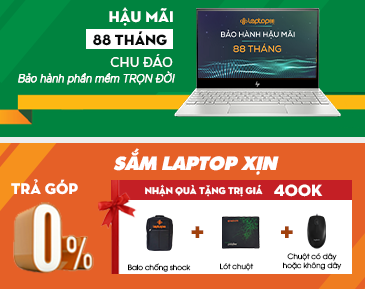 HẬU MÃI
88 THÁNG
CHU ĐÁO
Bảo hành phần mềm TRỌN ĐỜI
BẢO HÀNH HẬU MÃI
88 THÁNG
SẮM LAPTOP XỊN
TRẢ GÓP
0%
NHẬN QUÀ TẶNG TRỊ GIÁ 400K
Balo chống shock
+
Lót chuột
+
Chuột có dây
hoặc không dây